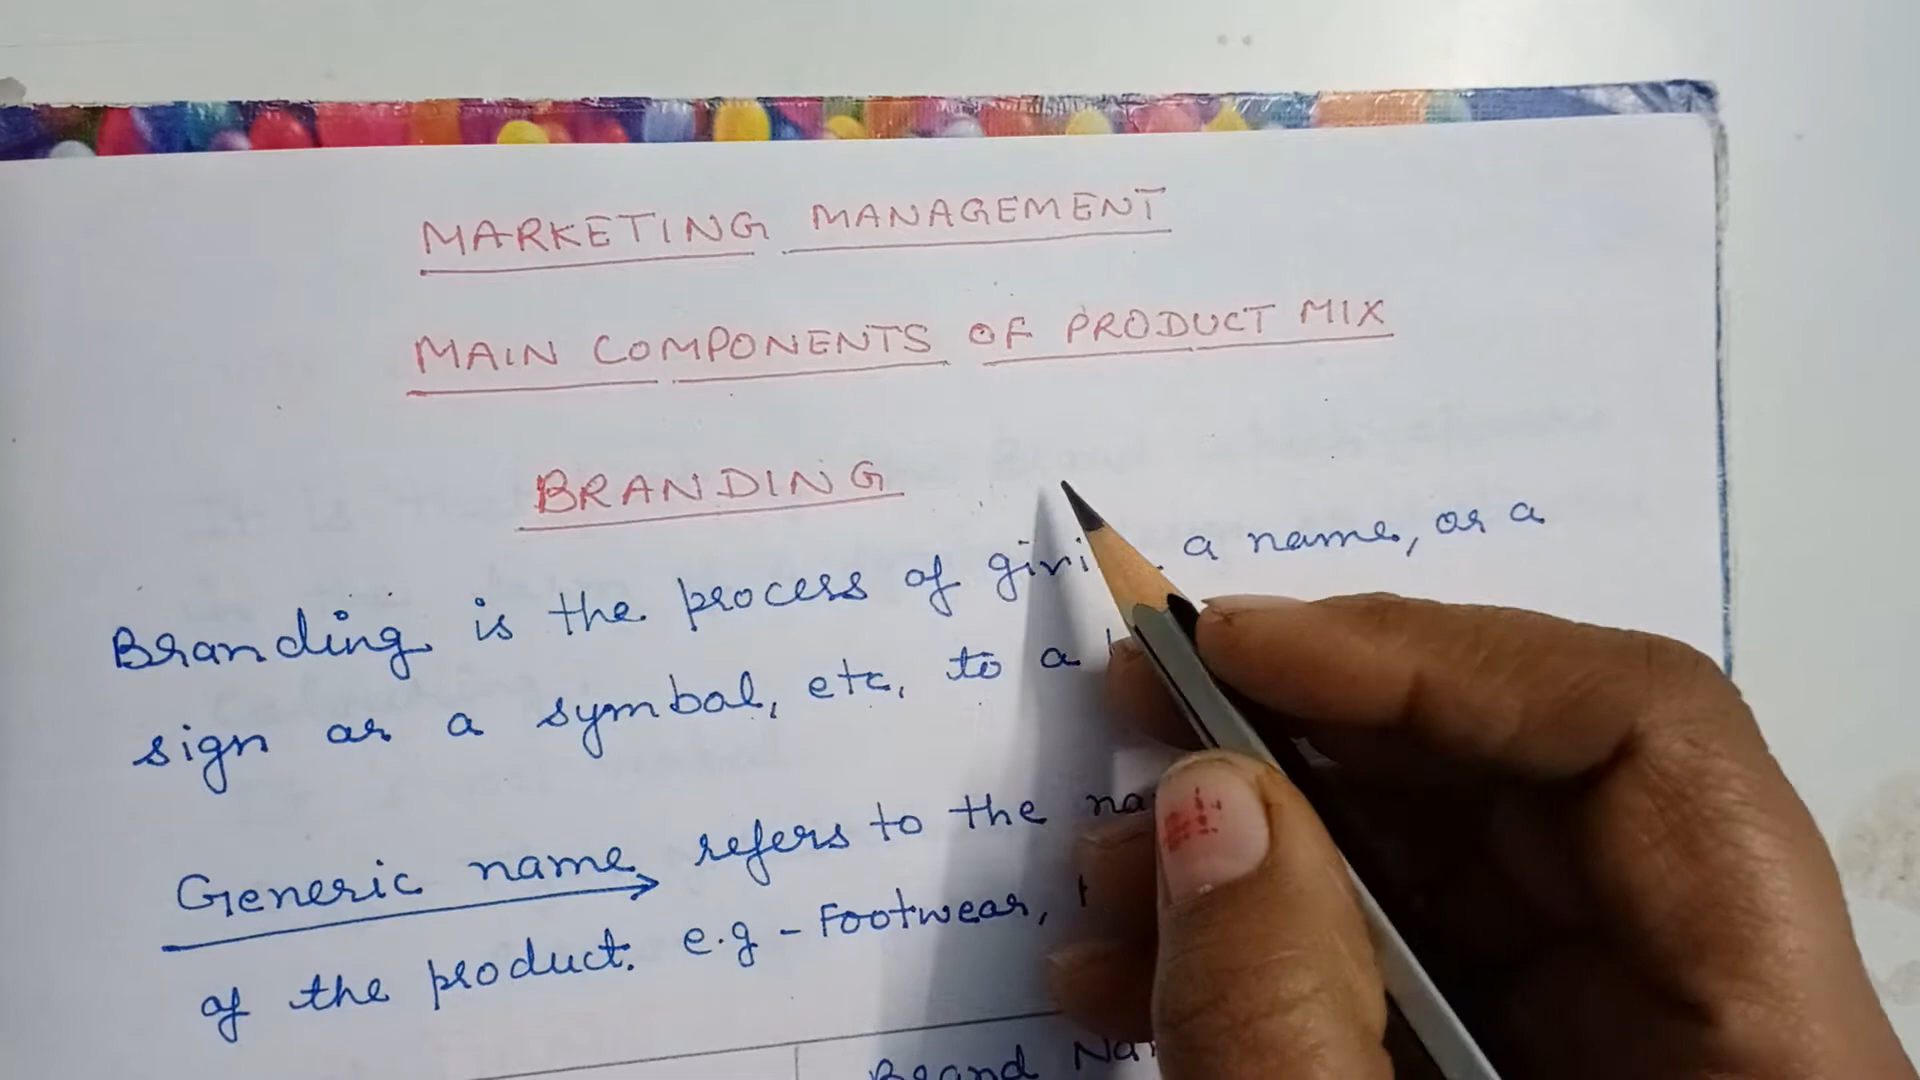 MARKETING MANAGEMENT
MAIN COMPONENTS OF PRODUCT MIX
BRANDING
Branding is the process of a name, or a
sign or a symbol, etc. to a
Generic name refers to the
of the product. e.g - Footwear,
Brand